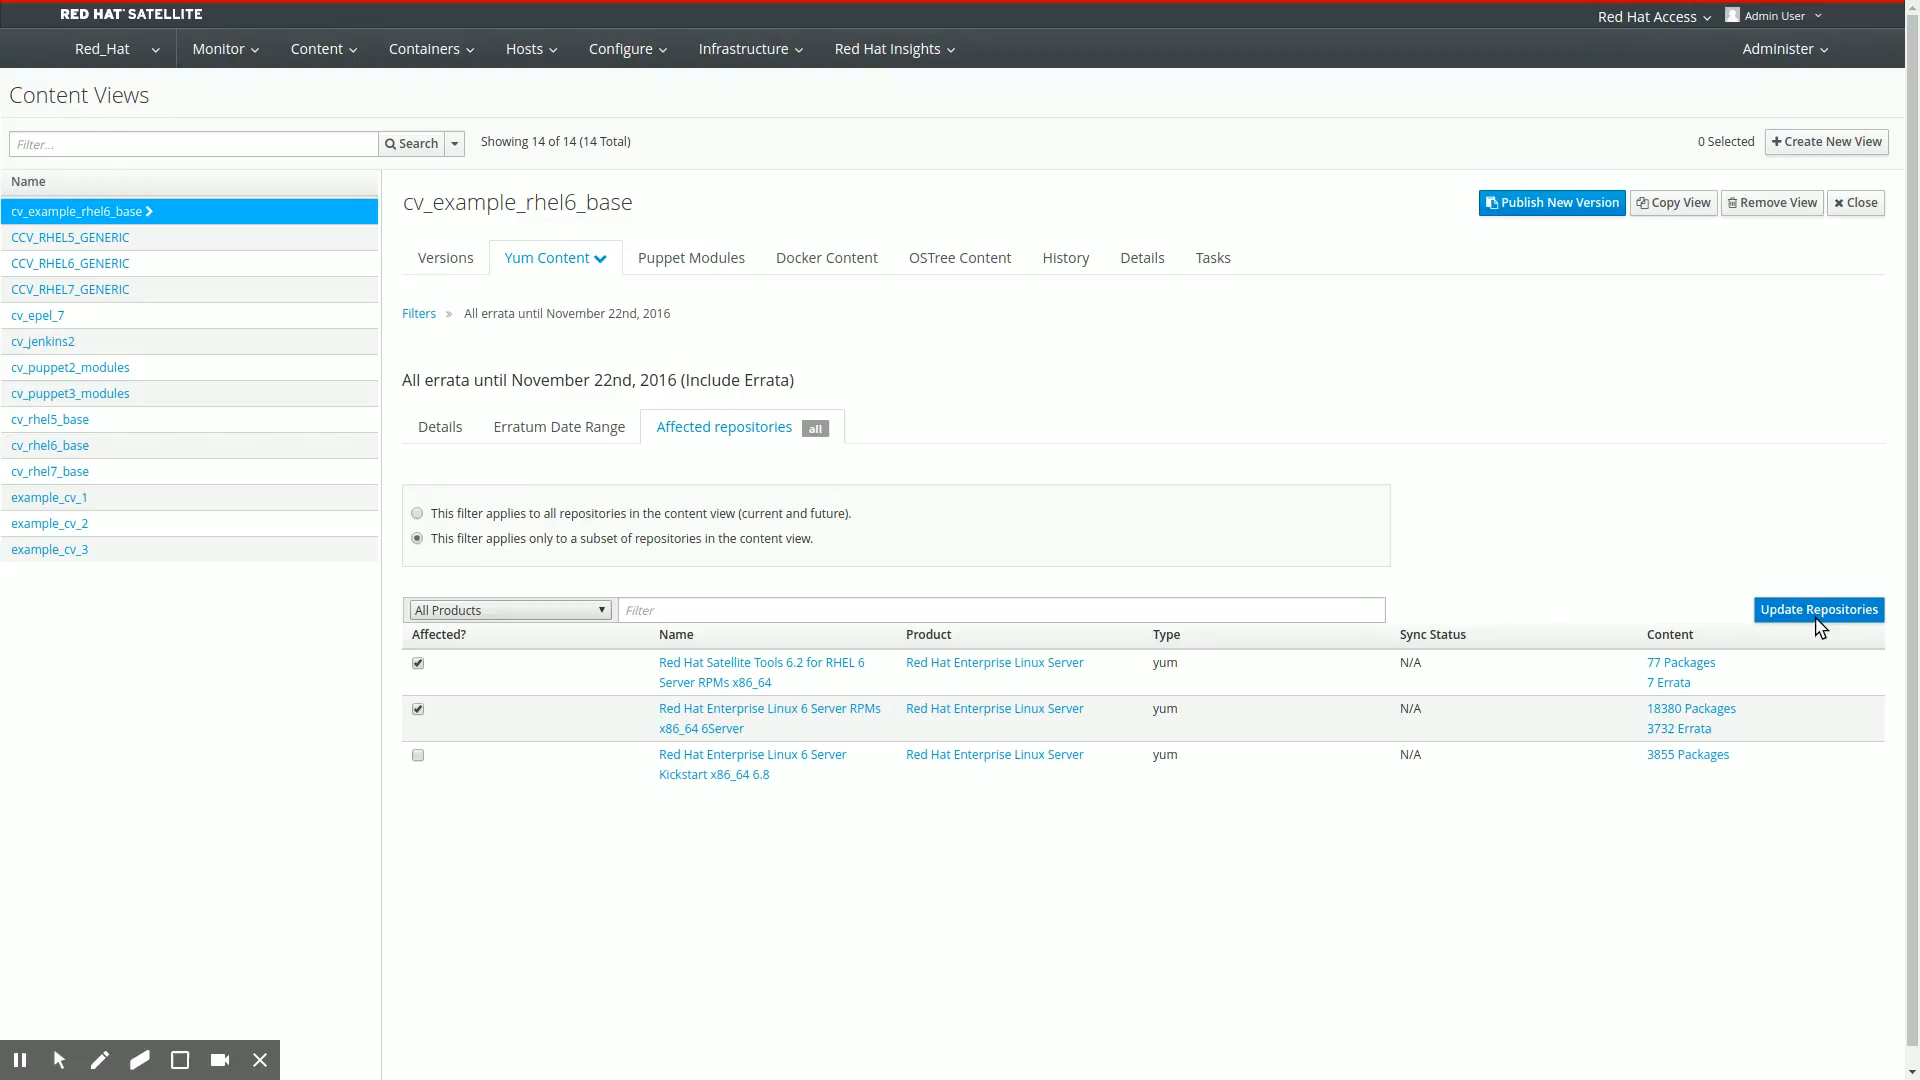 RED HAT SATELLITE
Red Hat Access
Admin User
Red_Hat
Monitor
Content
Containers
Hosts
Configure
Infrastructure
Red Hat Insights
Administer
Content Views
Filter...
Search
Showing 14 of 14 (14 Total)
0 Selected
Create New View
Name
cv_example_rhel6_base
CCV_RHEL5_GENERIC
CCV_RHEL6_GENERIC
CCV_RHEL7_GENERIC
cv_epel_7
cv_jenkins2
cv_puppet2_modules
cv_puppet3_modules
cv_rhel5_base
cv_rhel6_base
cv_rhel7_base
example_cv_1
example_cv_2
example_cv_3
cv_example_rhel6_base
Publish New Version
Copy View
Remove View
Close
Versions
Yum Content
Puppet Modules
Docker Content
OSTree Content
History
Details
Tasks
Filters » All errata until November 22nd, 2016
All errata until November 22nd, 2016 (Include Errata)
Details
Erratum Date Range
Affected repositories all
This filter applies to all repositories in the content view (current and future).
This filter applies only to a subset of repositories in the content view.
All Products
Filter
Update Repositories
Affected? Name Product Type Sync Status Content
Red Hat Satellite Tools 6.2 for RHEL 6 Red Hat Enterprise Linux Server yum N/A 77 Packages
Server RPMs x86_64 7 Errata
Red Hat Enterprise Linux 6 Server RPMs Red Hat Enterprise Linux Server yum N/A 18380 Packages
x86_64 6Server 3732 Errata
Red Hat Enterprise Linux 6 Server Red Hat Enterprise Linux Server yum N/A 3855 Packages
Kickstart x86_64 6.8